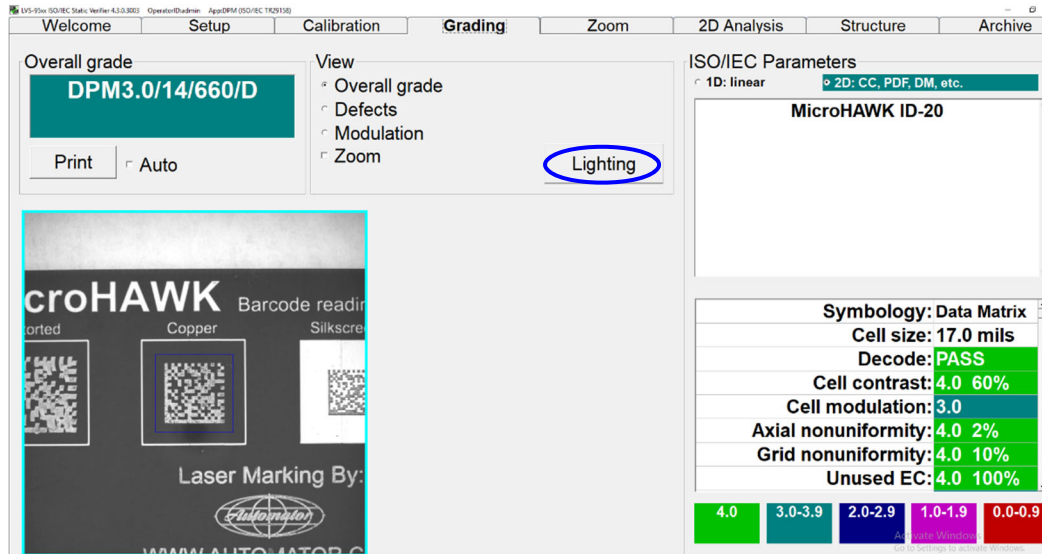 LVS-95xx ISO/IEC Static Verifier 4.3.0.3003 OperatorID:admin App:DPM (ISO/IEC TR29158)
Welcome Setup Calibration Grading Zoom 2D Analysis Structure Archive
Overall grade
DPM3.0/14/660/D
Print Auto
View
Overall grade
Defects
Modulation
Zoom
Lighting
ISO/IEC Parameters
1D: linear 2D: CC, PDF, DM, etc.
MicroHAWK ID-20
croHAWK Barcode readin
orted Copper Silkscre
Laser Marking By:
Automator
WWW.AUTOMATOR.C
Symbology: Data Matrix
Cell size: 17.0 mils
Decode: PASS
Cell contrast: 4.0 60%
Cell modulation: 3.0
Axial nonuniformity: 4.0 2%
Grid nonuniformity: 4.0 10%
Unused EC: 4.0 100%
4.0 3.0-3.9 2.0-2.9 1.0-1.9 0.0-0.9
Activate Windows
Go to Settings to activate Windows.